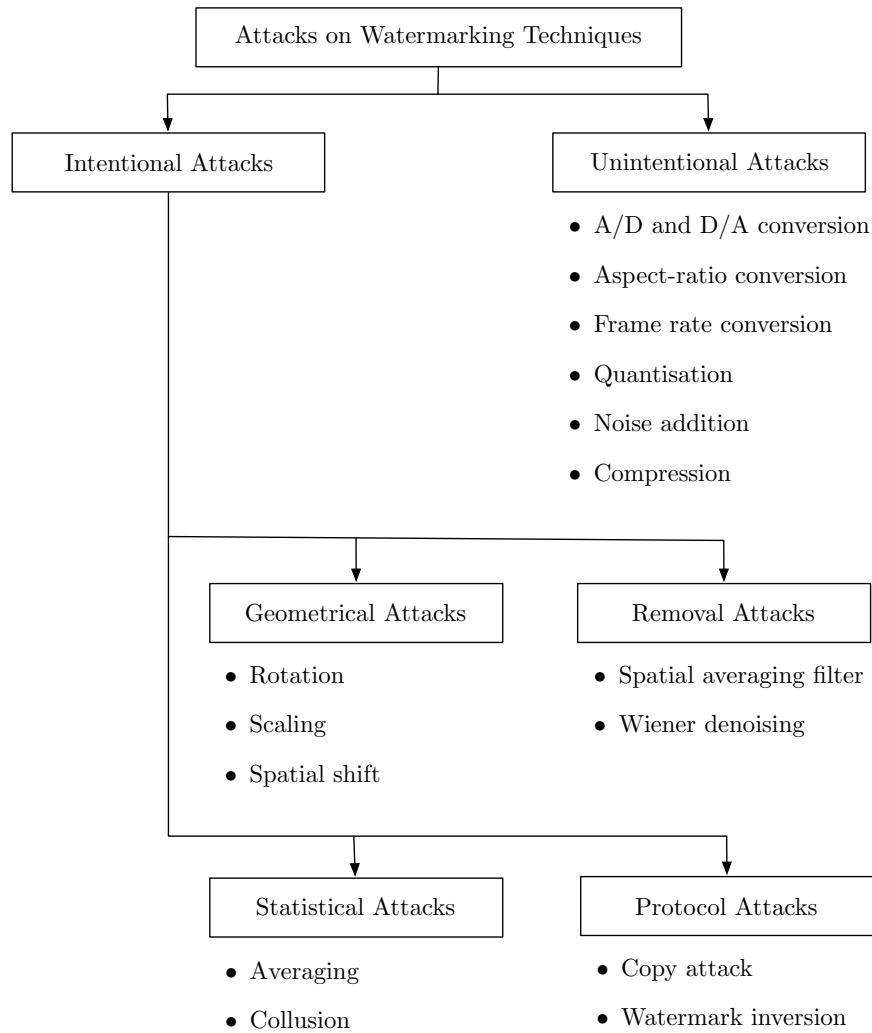 Attacks on Watermarking Techniques
Intentional Attacks
Unintentional Attacks
• A/D and D/A conversion
• Aspect-ratio conversion
• Frame rate conversion
• Quantisation
• Noise addition
• Compression
Geometrical Attacks
• Rotation
• Scaling
• Spatial shift
Removal Attacks
• Spatial averaging filter
• Wiener denoising
Statistical Attacks
• Averaging
• Collusion
Protocol Attacks
• Copy attack
• Watermark inversion